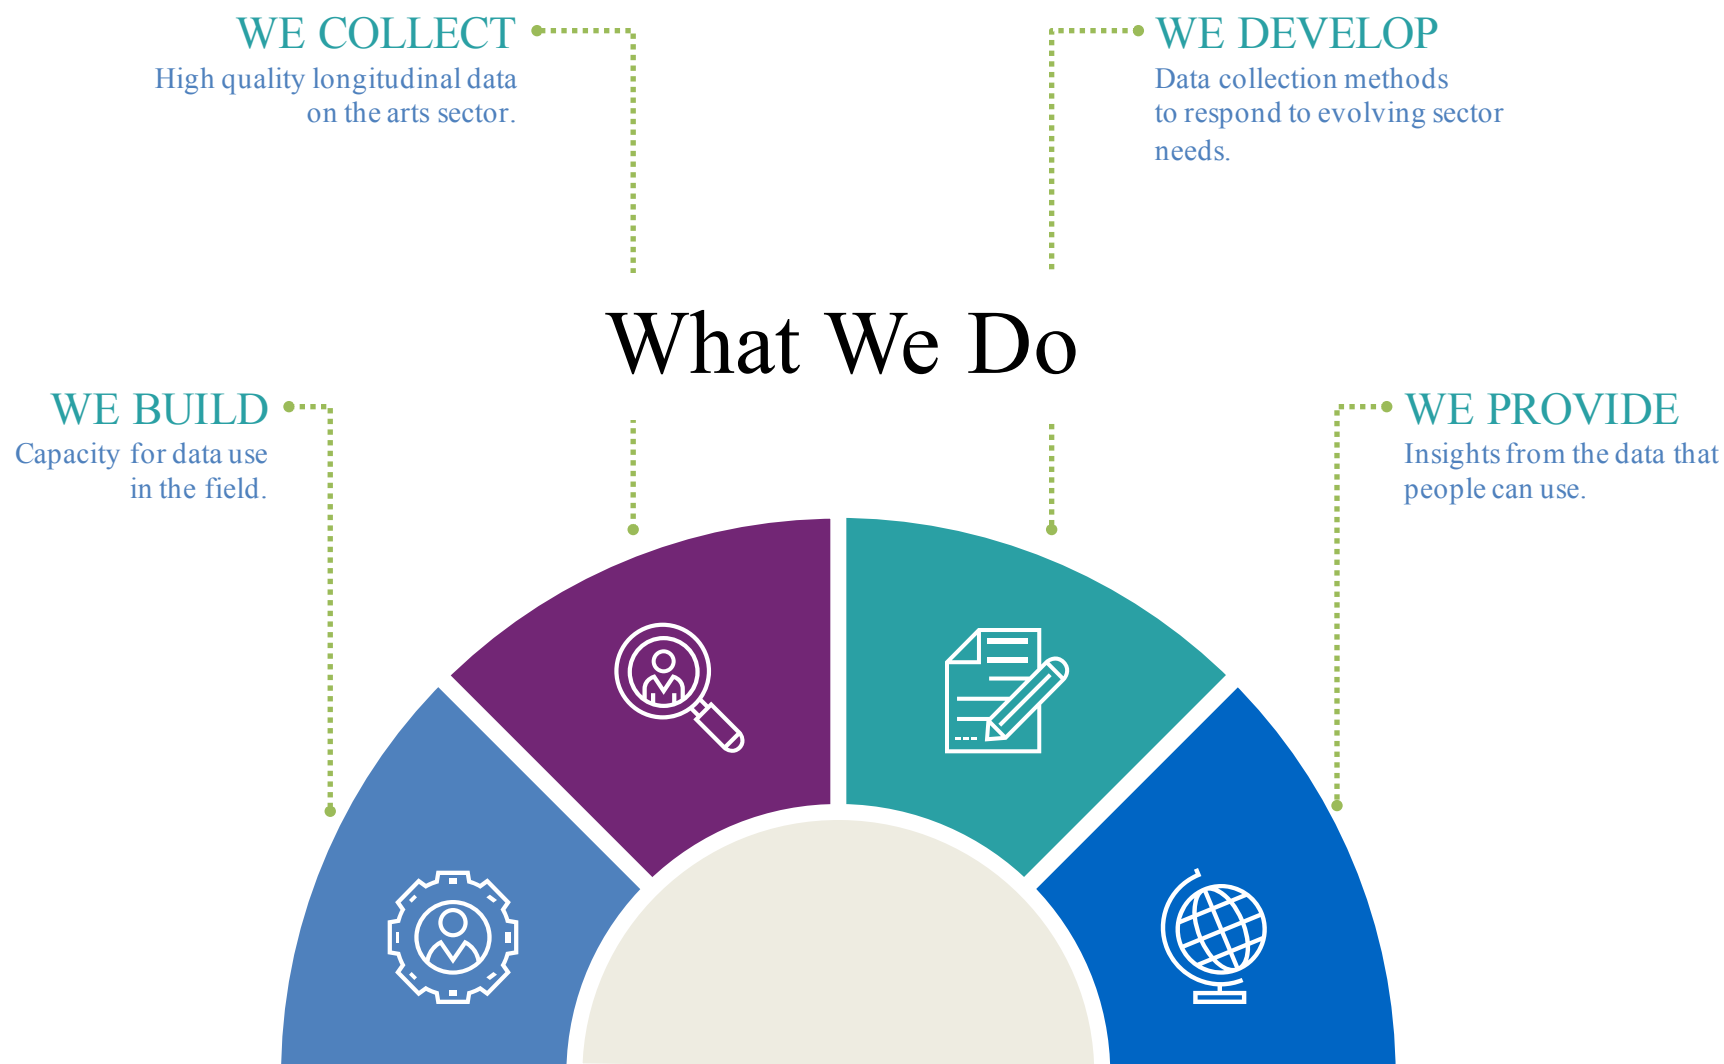 WE COLLECT
High quality longitudinal data
on the arts sector.
WE DEVELOP
Data collection methods
to respond to evolving sector
needs.
What We Do
WE BUILD
Capacity for data use
in the field.
WE PROVIDE
Insights from the data that
people can use.